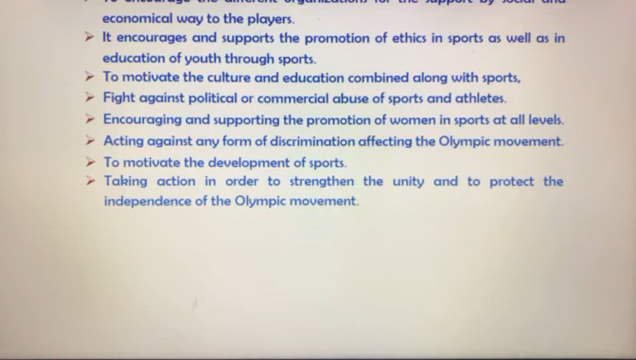 To encourage the different organizations for the support by social and
economical way to the players.
➤ It encourages and supports the promotion of ethics in sports as well as in
education of youth through sports.
➤ To motivate the culture and education combined along with sports,
➤ Fight against political or commercial abuse of sports and athletes.
➤ Encouraging and supporting the promotion of women in sports at all levels.
➤ Acting against any form of discrimination affecting the Olympic movement.
➤ To motivate the development of sports.
➤ Taking action in order to strengthen the unity and to protect the
independence of the Olympic movement.